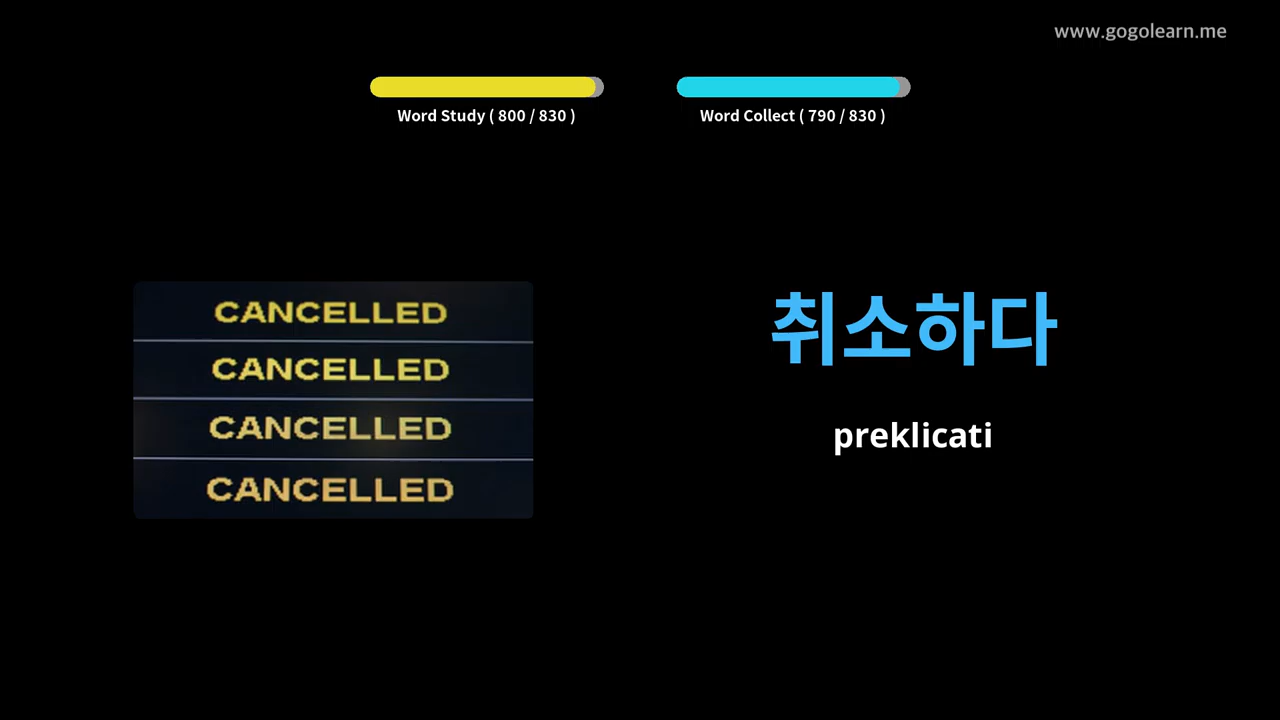 www.gogolearn.me
Word Study ( 800 / 830 )
Word Collect ( 790 / 830 )
CANCELLED
CANCELLED
CANCELLED
CANCELLED
취소하다
preklicati